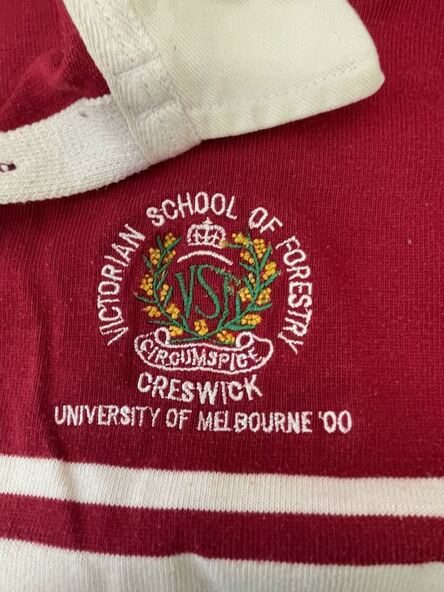 VICTORIAN SCHOOL OF FORESTRY
VSF
CIRCUMSPICE
CRESWICK
UNIVERSITY OF MELBOURNE '00